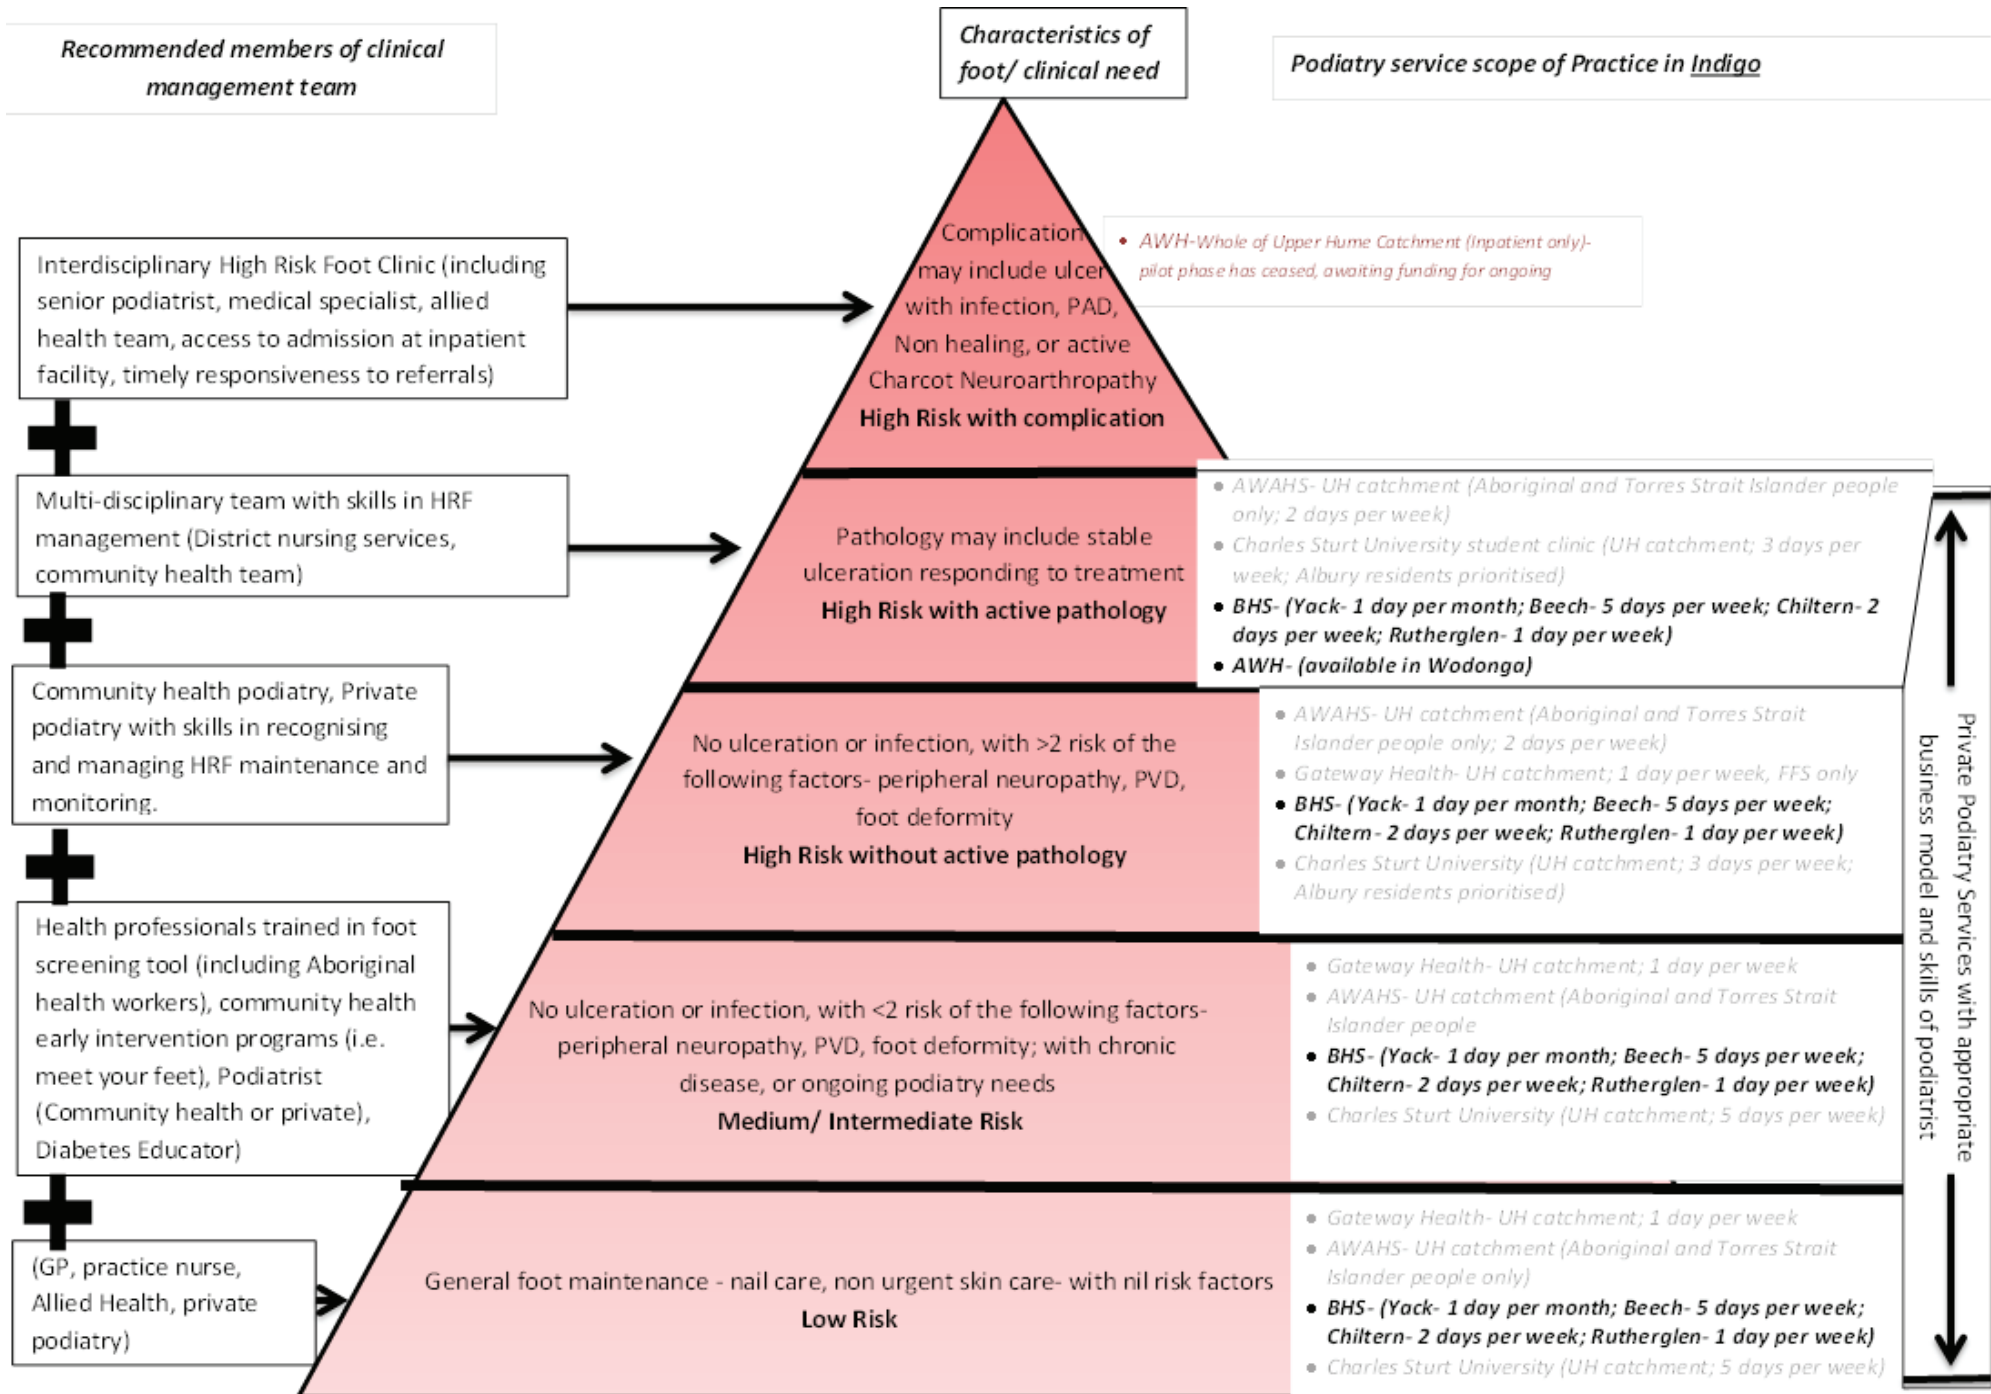 Recommended members of clinical
management team
Characteristics of
foot/ clinical need
Podiatry service scope of Practice in Indigo
Interdisciplinary High Risk Foot Clinic (including
senior podiatrist, medical specialist, allied
health team, access to admission at inpatient
facility, timely responsiveness to referrals)
Complication
may include ulcer
with infection, PAD,
Non healing, or active
Charcot Neuroarthropathy
High Risk with complication
• AWH-Whole of Upper Hume Catchment (Inpatient only)-
pilot phase has ceased, awaiting funding for ongoing
Multi-disciplinary team with skills in HRF
management (District nursing services,
community health team)
Pathology may include stable
ulceration responding to treatment
High Risk with active pathology
• AWAHS- UH catchment (Aboriginal and Torres Strait Islander people
only; 2 days per week)
• Charles Sturt University student clinic (UH catchment; 3 days per
week; Albury residents prioritised)
• BHS- (Yack- 1 day per month; Beech- 5 days per week; Chiltern- 2
days per week; Rutherglen- 1 day per week)
• AWH- (available in Wodonga)
Community health podiatry, Private
podiatry with skills in recognising
and managing HRF maintenance and
monitoring.
No ulceration or infection, with >2 risk of the
following factors- peripheral neuropathy, PVD,
foot deformity
High Risk without active pathology
• AWAHS- UH catchment (Aboriginal and Torres Strait
Islander people only; 2 days per week)
• Gateway Health- UH catchment; 1 day per week, FFS only
• BHS- (Yack- 1 day per month; Beech- 5 days per week;
Chiltern- 2 days per week; Rutherglen- 1 day per week)
• Charles Sturt University (UH catchment; 3 days per week;
Albury residents prioritised)
Health professionals trained in foot
screening tool (including Aboriginal
health workers), community health
early intervention programs (i.e.
meet your feet), Podiatrist
(Community health or private),
Diabetes Educator)
No ulceration or infection, with <2 risk of the following factors-
peripheral neuropathy, PVD, foot deformity; with chronic
disease, or ongoing podiatry needs
Medium/ Intermediate Risk
• Gateway Health- UH catchment; 1 day per week
• AWAHS- UH catchment (Aboriginal and Torres Strait
Islander people
• BHS- (Yack- 1 day per month; Beech- 5 days per week;
Chiltern- 2 days per week; Rutherglen- 1 day per week)
• Charles Sturt University (UH catchment; 5 days per week)
(GP, practice nurse,
Allied Health, private
podiatry)
General foot maintenance - nail care, non urgent skin care- with nil risk factors
Low Risk
• Gateway Health- UH catchment; 1 day per week
• AWAHS- UH catchment (Aboriginal and Torres Strait
Islander people only)
• BHS- (Yack- 1 day per month; Beech- 5 days per week;
Chiltern- 2 days per week; Rutherglen- 1 day per week)
• Charles Sturt University (UH catchment; 5 days per week)
Private Podiatry Services with appropriate
business model and skills of podiatrist